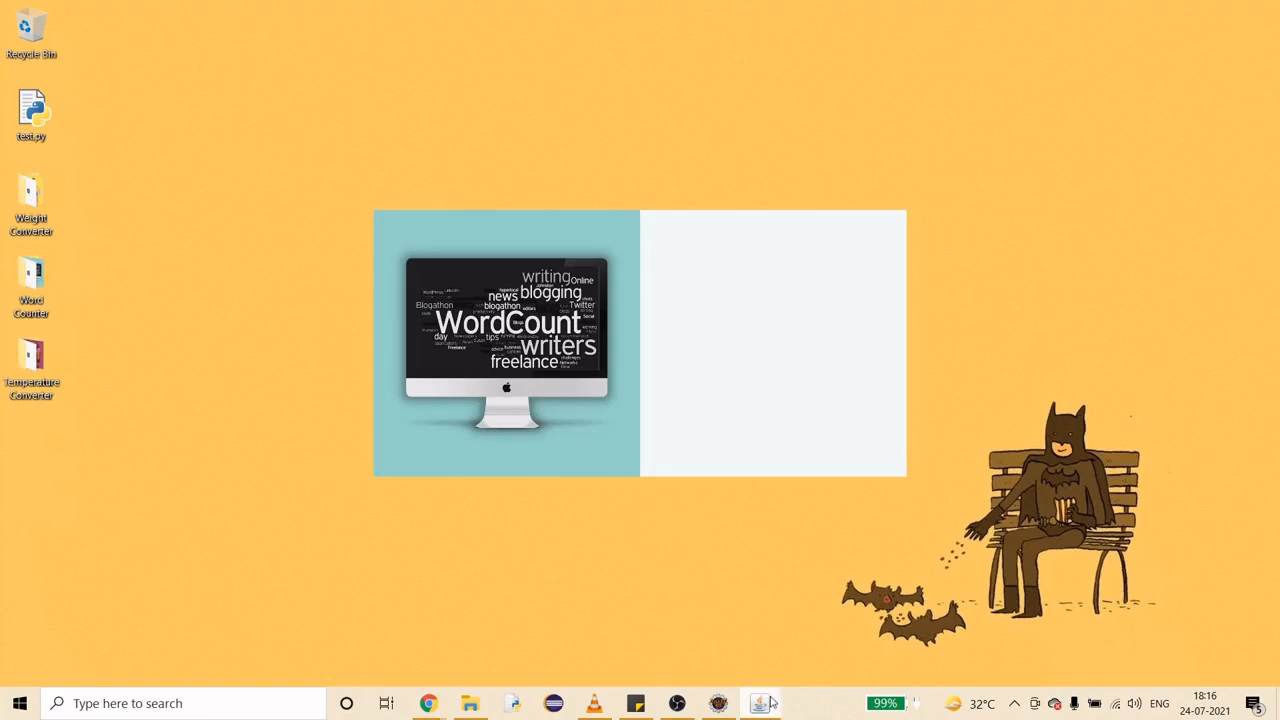 Recycle Bin
test.py
Weight
Converter
Word
Counter
Temperature
Converter
writing Online
news blogging
Blogathon blogathon Twitter
WordCount
day tips writers
freelance
Type here to search
99%
32°C
ENG
18:16
24-07-2021
5